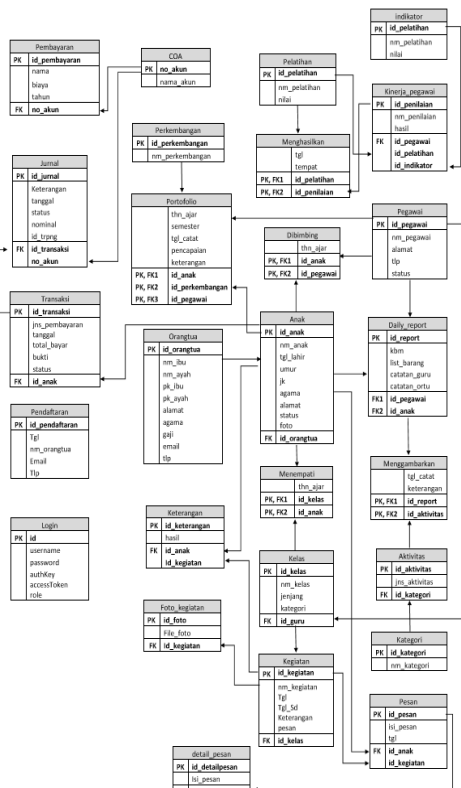 indikator
PK id_pelatihan
nm_pelatihan
nilai
Pembayaran
PK id_pembayaran
nama
biaya
tahun
FK no_akun
COA
PK no_akun
nama_akun
Pelatihan
PK id_pelatihan
nm_pelatihan
nilai
Kinerja_pegawai
PK id_penilaian
nm_penilaian
hasil
FK id_pegawai
id_pelatihan
id_indikator
Perkembangan
PK id_perkembangan
nm_perkembangan
Menghasilkan
tgl
tempat
PK, FK1 id_pelatihan
PK, FK2 id_penilaian
Jurnal
PK id_jurnal
Keterangan
tanggal
status
nominal
id_trpng
FK id_transaksi
no_akun
Portofolio
thn_ajar
semester
tgl_catat
pencapaian
keterangan
PK, FK1 id_anak
PK, FK2 id_perkembangan
PK, FK3 id_pegawai
Dibimbing
thn_ajar
PK, FK1 id_anak
PK, FK2 id_pegawai
Pegawai
PK id_pegawai
nm_pegawai
alamat
tlp
status
Transaksi
PK id_transaksi
jns_pembayaran
tanggal
total_bayar
bukti
status
FK id_anak
Orangtua
PK id_orangtua
nm_ibu
nm_ayah
pk_ibu
pk_ayah
alamat
agama
gaji
email
tlp
Anak
PK id_anak
nm_anak
tgl_lahir
umur
jk
agama
alamat
status
foto
FK id_orangtua
Daily_report
PK id_report
kbm
list_barang
catatan_guru
catatan_ortu
FK1 id_pegawai
FK2 id_anak
Pendaftaran
PK id_pendaftaran
Tgl
nm_orangtua
Email
Tlp
Menempati
thn_ajar
PK, FK1 id_kelas
PK, FK2 id_anak
Menggambarkan
tgl_catat
keterangan
PK, FK1 id_report
PK, FK2 id_aktivitas
Login
PK id
username
password
authKey
accessToken
role
Keterangan
PK id_keterangan
hasil
FK id_anak
Id_kegiatan
Kelas
PK id_kelas
nm_kelas
jenjang
kategori
FK id_guru
Aktivitas
PK id_aktivitas
jns_aktivitas
FK id_kategori
Foto_kegiatan
PK id_foto
File_foto
FK id_kegiatan
Kategori
PK id_kategori
nm_kategori
Kegiatan
PK id_kegiatan
nm_kegiatan
Tgl
Tgl_Sd
Keterangan
pesan
FK id_kelas
Pesan
PK id_pesan
isi_pesan
tgl
FK id_anak
id_kegiatan
detail_pesan
PK id_detailpesan
Isi_pesan